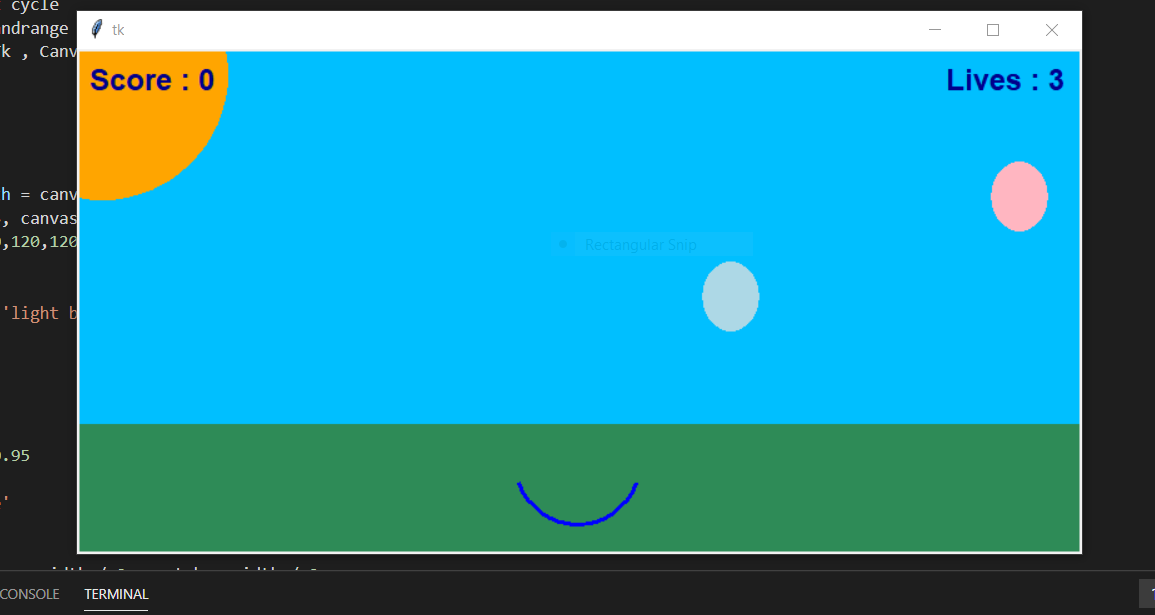 cycle
ndrange
k , Canv
tk
Score : 0
Lives : 3
h = canv
, canvas
,120,120
Rectangular Snip
'light b
.95
CONSOLE
TERMINAL